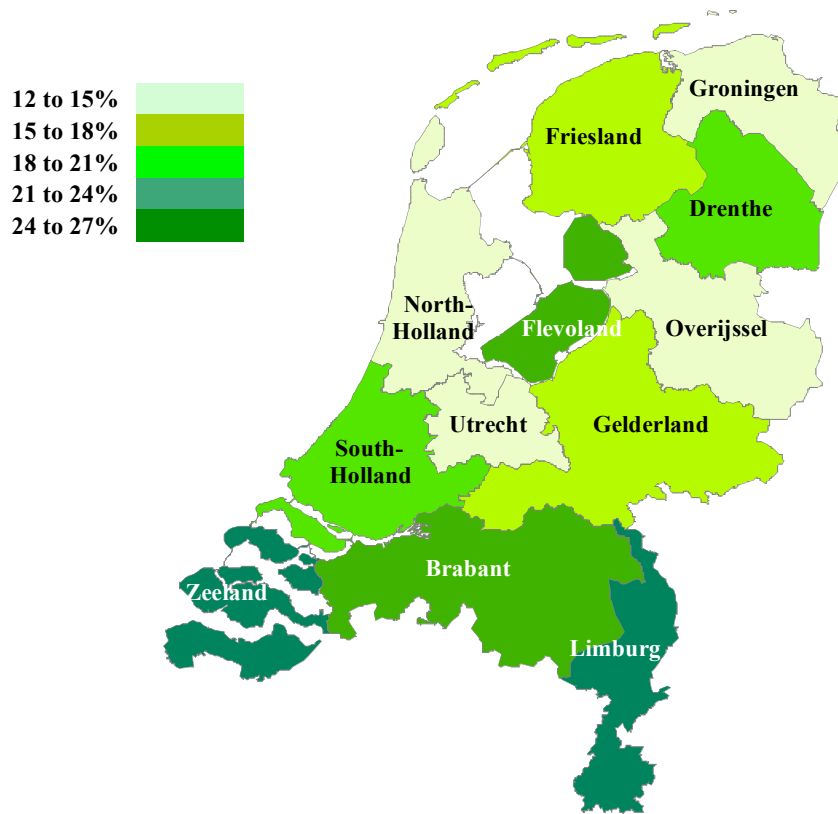 12 to 15%
15 to 18%
18 to 21%
21 to 24%
24 to 27%
Groningen
Friesland
Drenthe
North-
Holland
Flevoland
Overijssel
Utrecht
Gelderland
South-
Holland
Brabant
Zeeland
Limburg